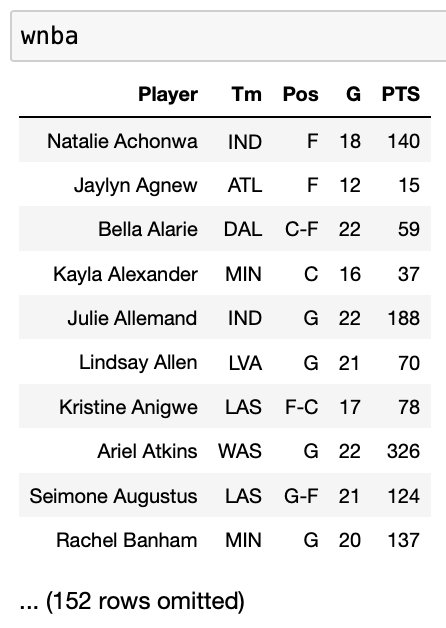 wnba
Player Tm Pos G PTS
Natalie Achonwa IND F 18 140
Jaylyn Agnew ATL F 12 15
Bella Alarie DAL C-F 22 59
Kayla Alexander MIN C 16 37
Julie Allemand IND G 22 188
Lindsay Allen LVA G 21 70
Kristine Anigwe LAS F-C 17 78
Ariel Atkins WAS G 22 326
Seimone Augustus LAS G-F 21 124
Rachel Banham MIN G 20 137
... (152 rows omitted)